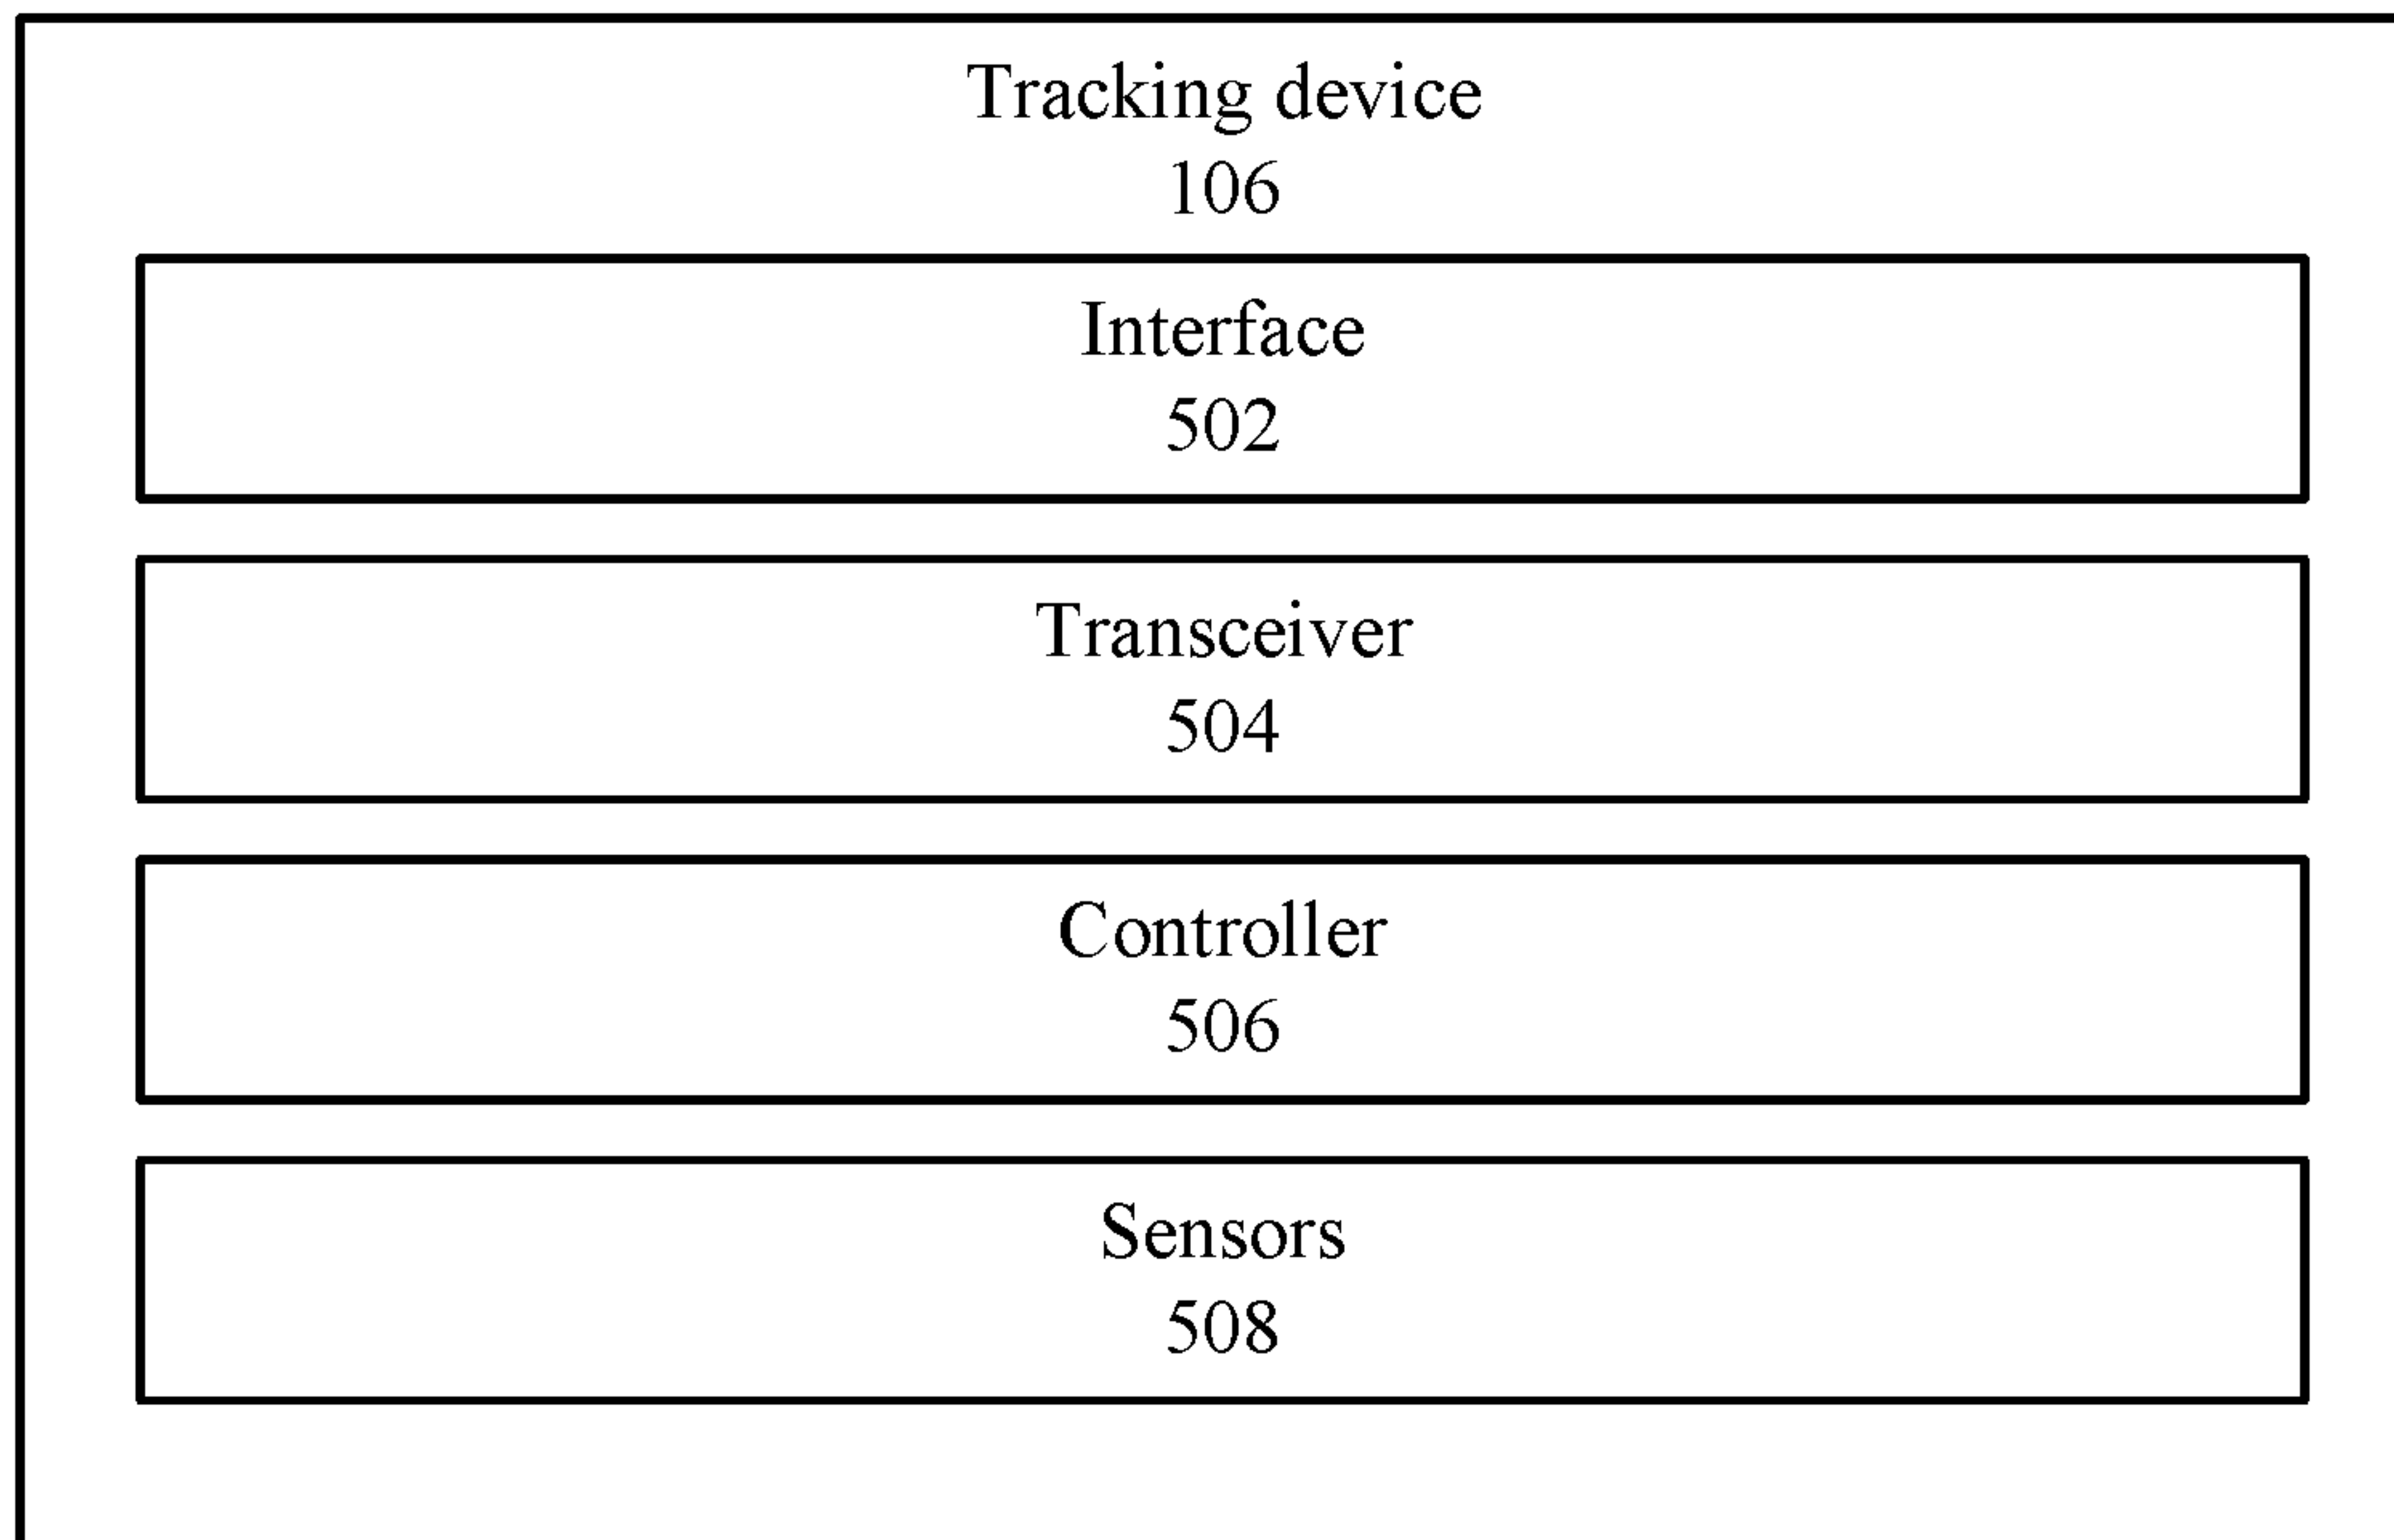 Tracking device
106
Interface
502
Transceiver
504
Controller
506
Sensors
508